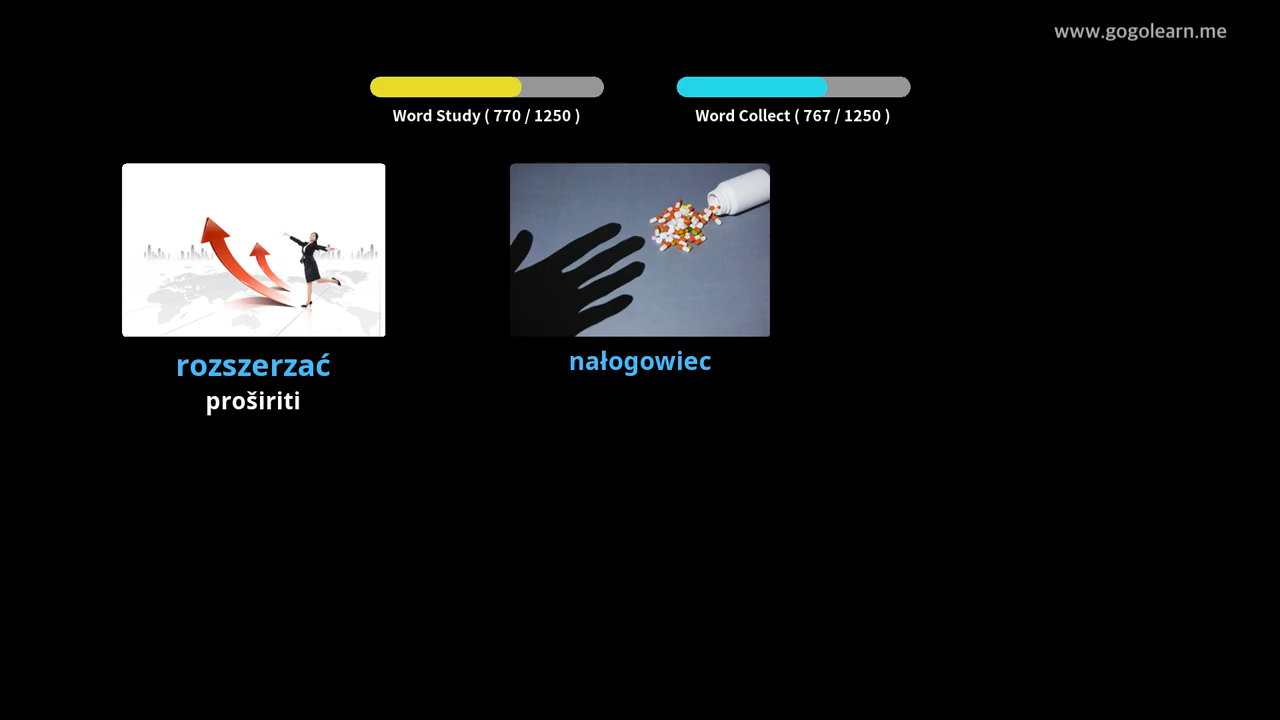 www.gogolearn.me
Word Study ( 770 / 1250 )
Word Collect ( 767 / 1250 )
rozszerzać
proširiti
nałogowiec